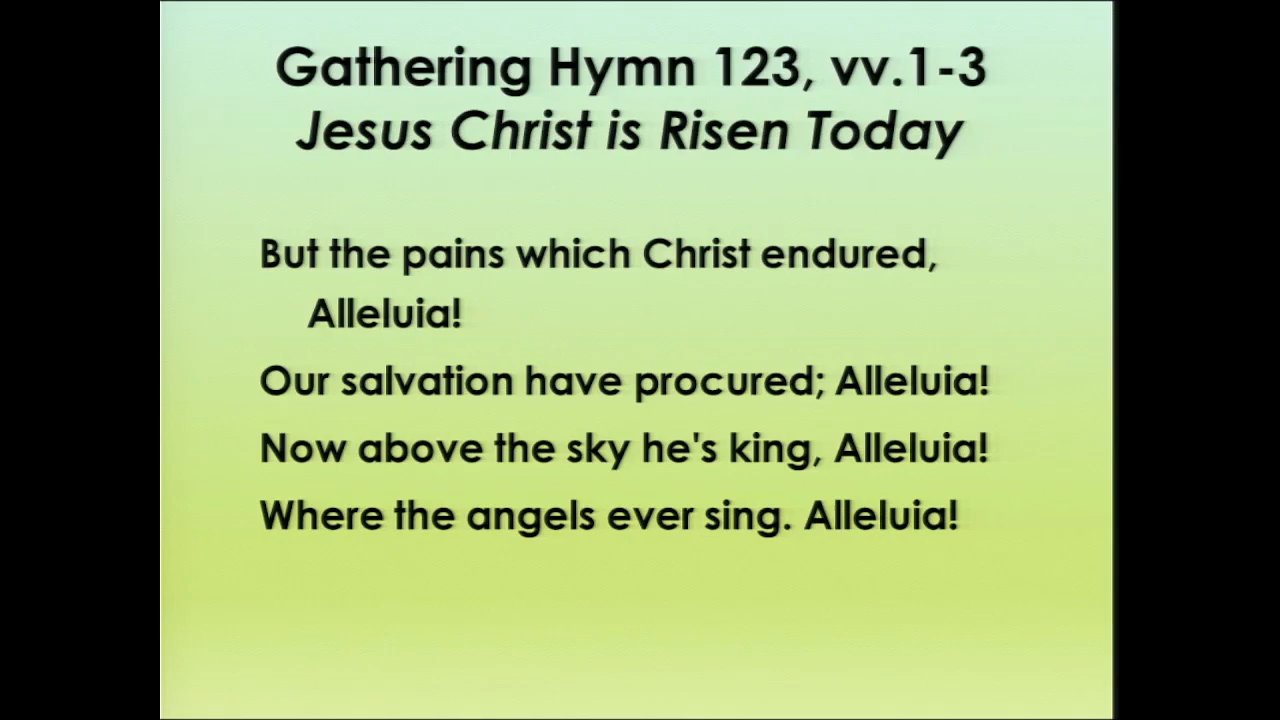 Gathering Hymn 123, vv.1-3
Jesus Christ is Risen Today
But the pains which Christ endured,
Alleluia!
Our salvation have procured; Alleluia!
Now above the sky he's king, Alleluia!
Where the angels ever sing. Alleluia!